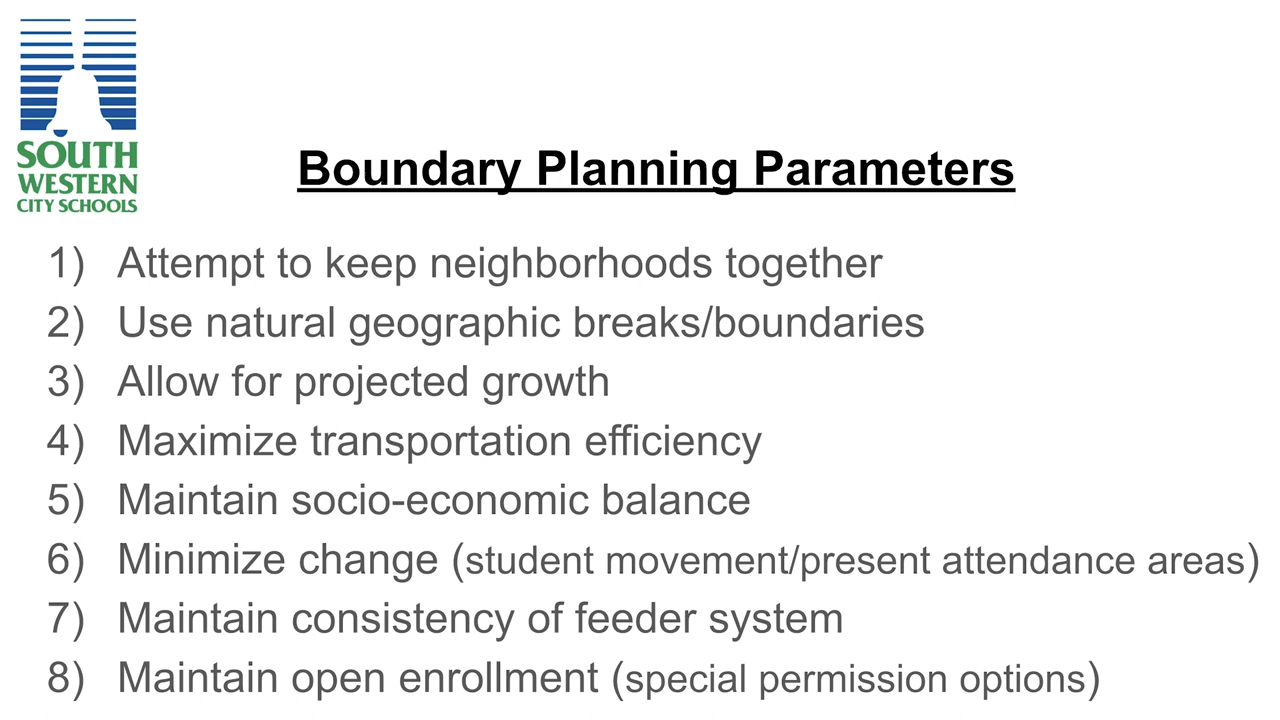 SOUTH
WESTERN
CITY SCHOOLS
Boundary Planning Parameters
1) Attempt to keep neighborhoods together
2) Use natural geographic breaks/boundaries
3) Allow for projected growth
4) Maximize transportation efficiency
5) Maintain socio-economic balance
6) Minimize change (student movement/present attendance areas)
7) Maintain consistency of feeder system
8) Maintain open enrollment (special permission options)